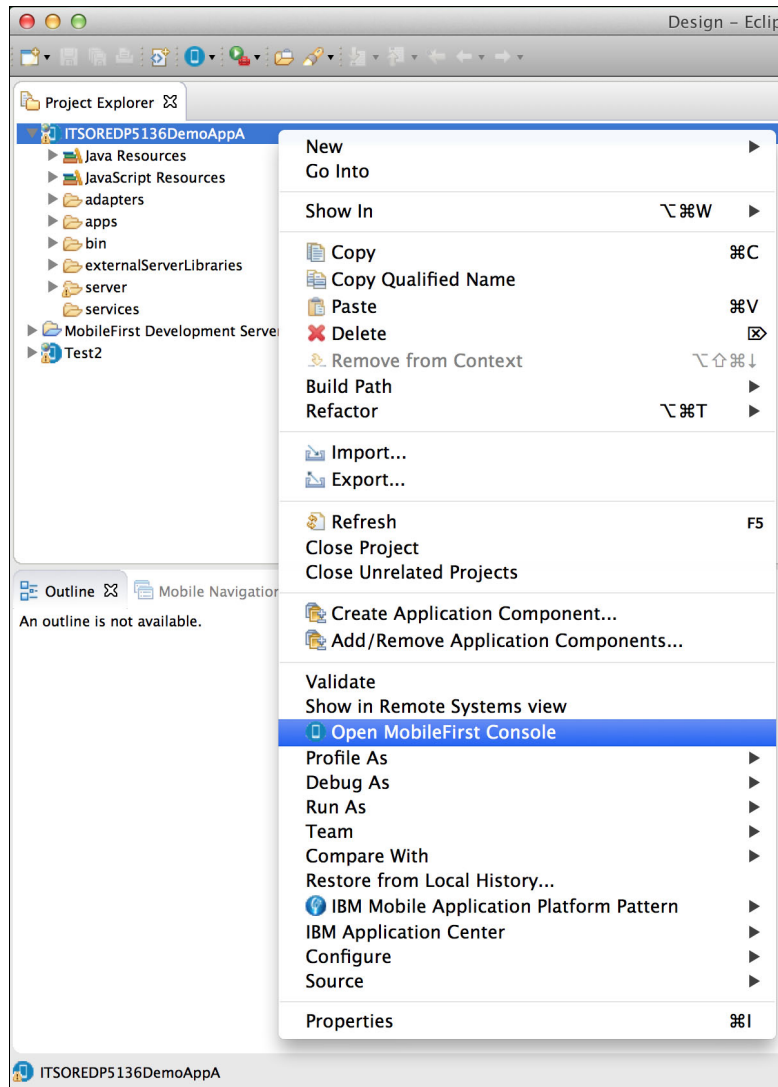 Design – Eclip
Project Explorer
ITSOREDP5136DemoAppA
Java Resources
JavaScript Resources
adapters
apps
bin
externalServerLibraries
server
services
MobileFirst Development Serve
Test2
Outline
Mobile Navigation
An outline is not available.
New
Go Into
Show In ⌥⌘W
Copy ⌘C
Copy Qualified Name
Paste ⌘V
Delete ⌦
Remove from Context ⌥⇧⌘↓
Build Path
Refactor ⌥⌘T
Import...
Export...
Refresh F5
Close Project
Close Unrelated Projects
Create Application Component...
Add/Remove Application Components...
Validate
Show in Remote Systems view
Open MobileFirst Console
Profile As
Debug As
Run As
Team
Compare With
Restore from Local History...
IBM Mobile Application Platform Pattern
IBM Application Center
Configure
Source
Properties ⌘I
ITSOREDP5136DemoAppA